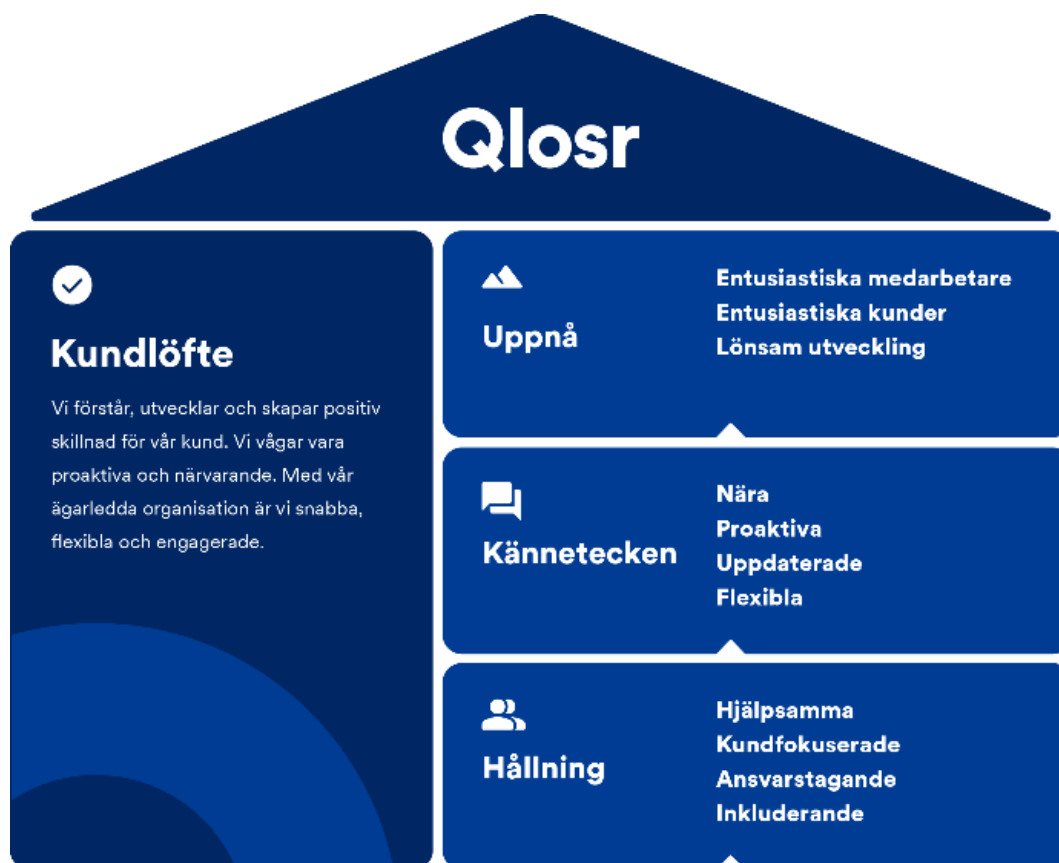 Qlosr
Kundlöfte
Vi förstår, utvecklar och skapar positiv
skillnad för vår kund. Vi vågar vara
proaktiva och närvarande. Med vår
ägarledda organisation är vi snabba,
flexibla och engagerade.
Uppnå
Entusiastiska medarbetare
Entusiastiska kunder
Lönsam utveckling
Kännetecken
Nära
Proaktiva
Uppdaterade
Flexibla
Hållning
Hjälpsamma
Kundfokuserade
Ansvarstagande
Inkluderande